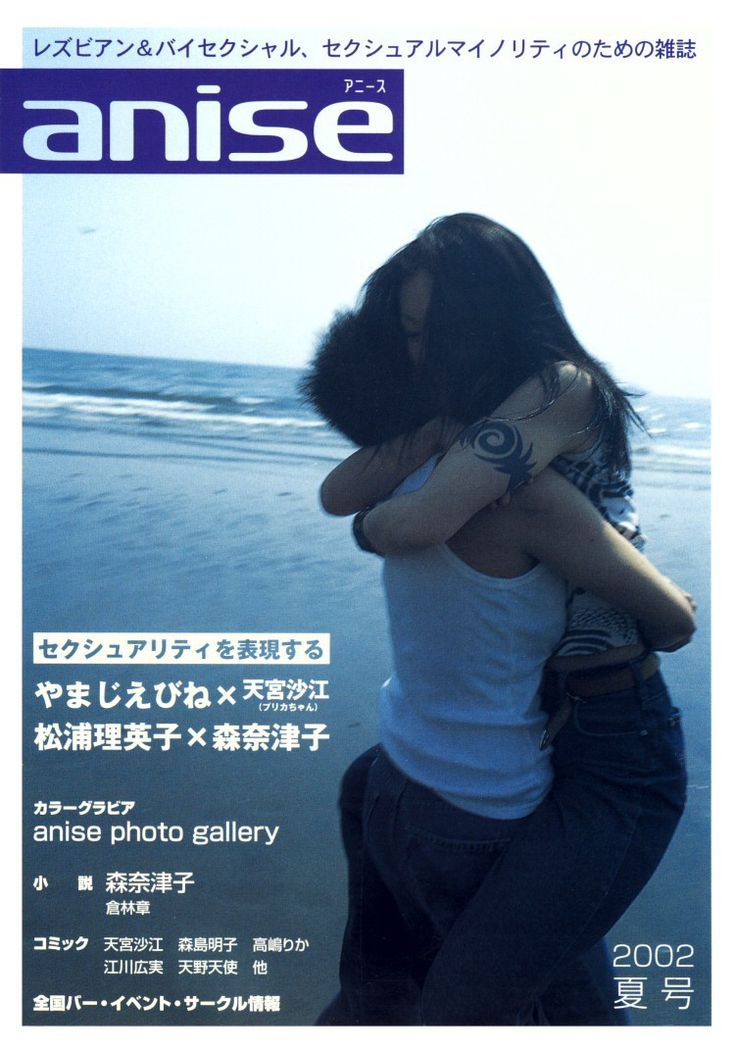 レズビアン&バイセクシャル、セクシュアルマイノリティのための雑誌
アニース
anise
セクシュアリティを表現する
やまじえびね×天宮沙江
(プリカちゃん)
松浦理英子×森奈津子
カラーグラビア
anise photo gallery
小説 森奈津子
倉林章
コミック 天宮沙江 森島明子 高嶋りか
江川広実 天野天使 他
全国バー・イベント・サークル情報
2002
夏号